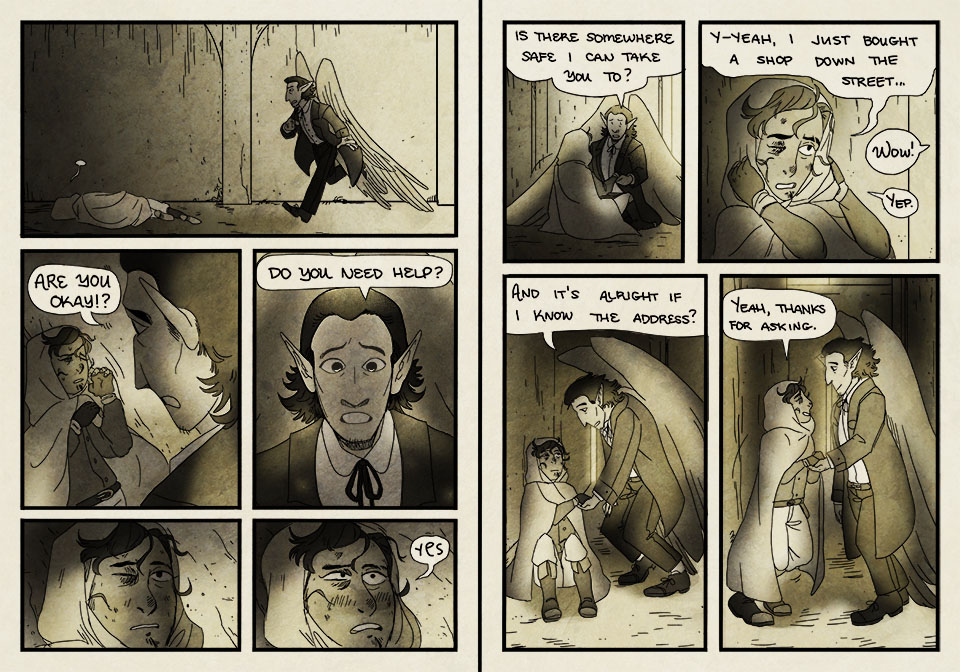 ARE YOU
OKAY!?
DO YOU NEED HELP?
YES
IS THERE SOMEWHERE
SAFE I CAN TAKE
YOU TO?
Y-YEAH, I JUST BOUGHT
A SHOP DOWN THE
STREET...
WOW!
YEP.
AND IT'S ALRIGHT IF
I KNOW THE ADDRESS?
YEAH, THANKS
FOR ASKING.